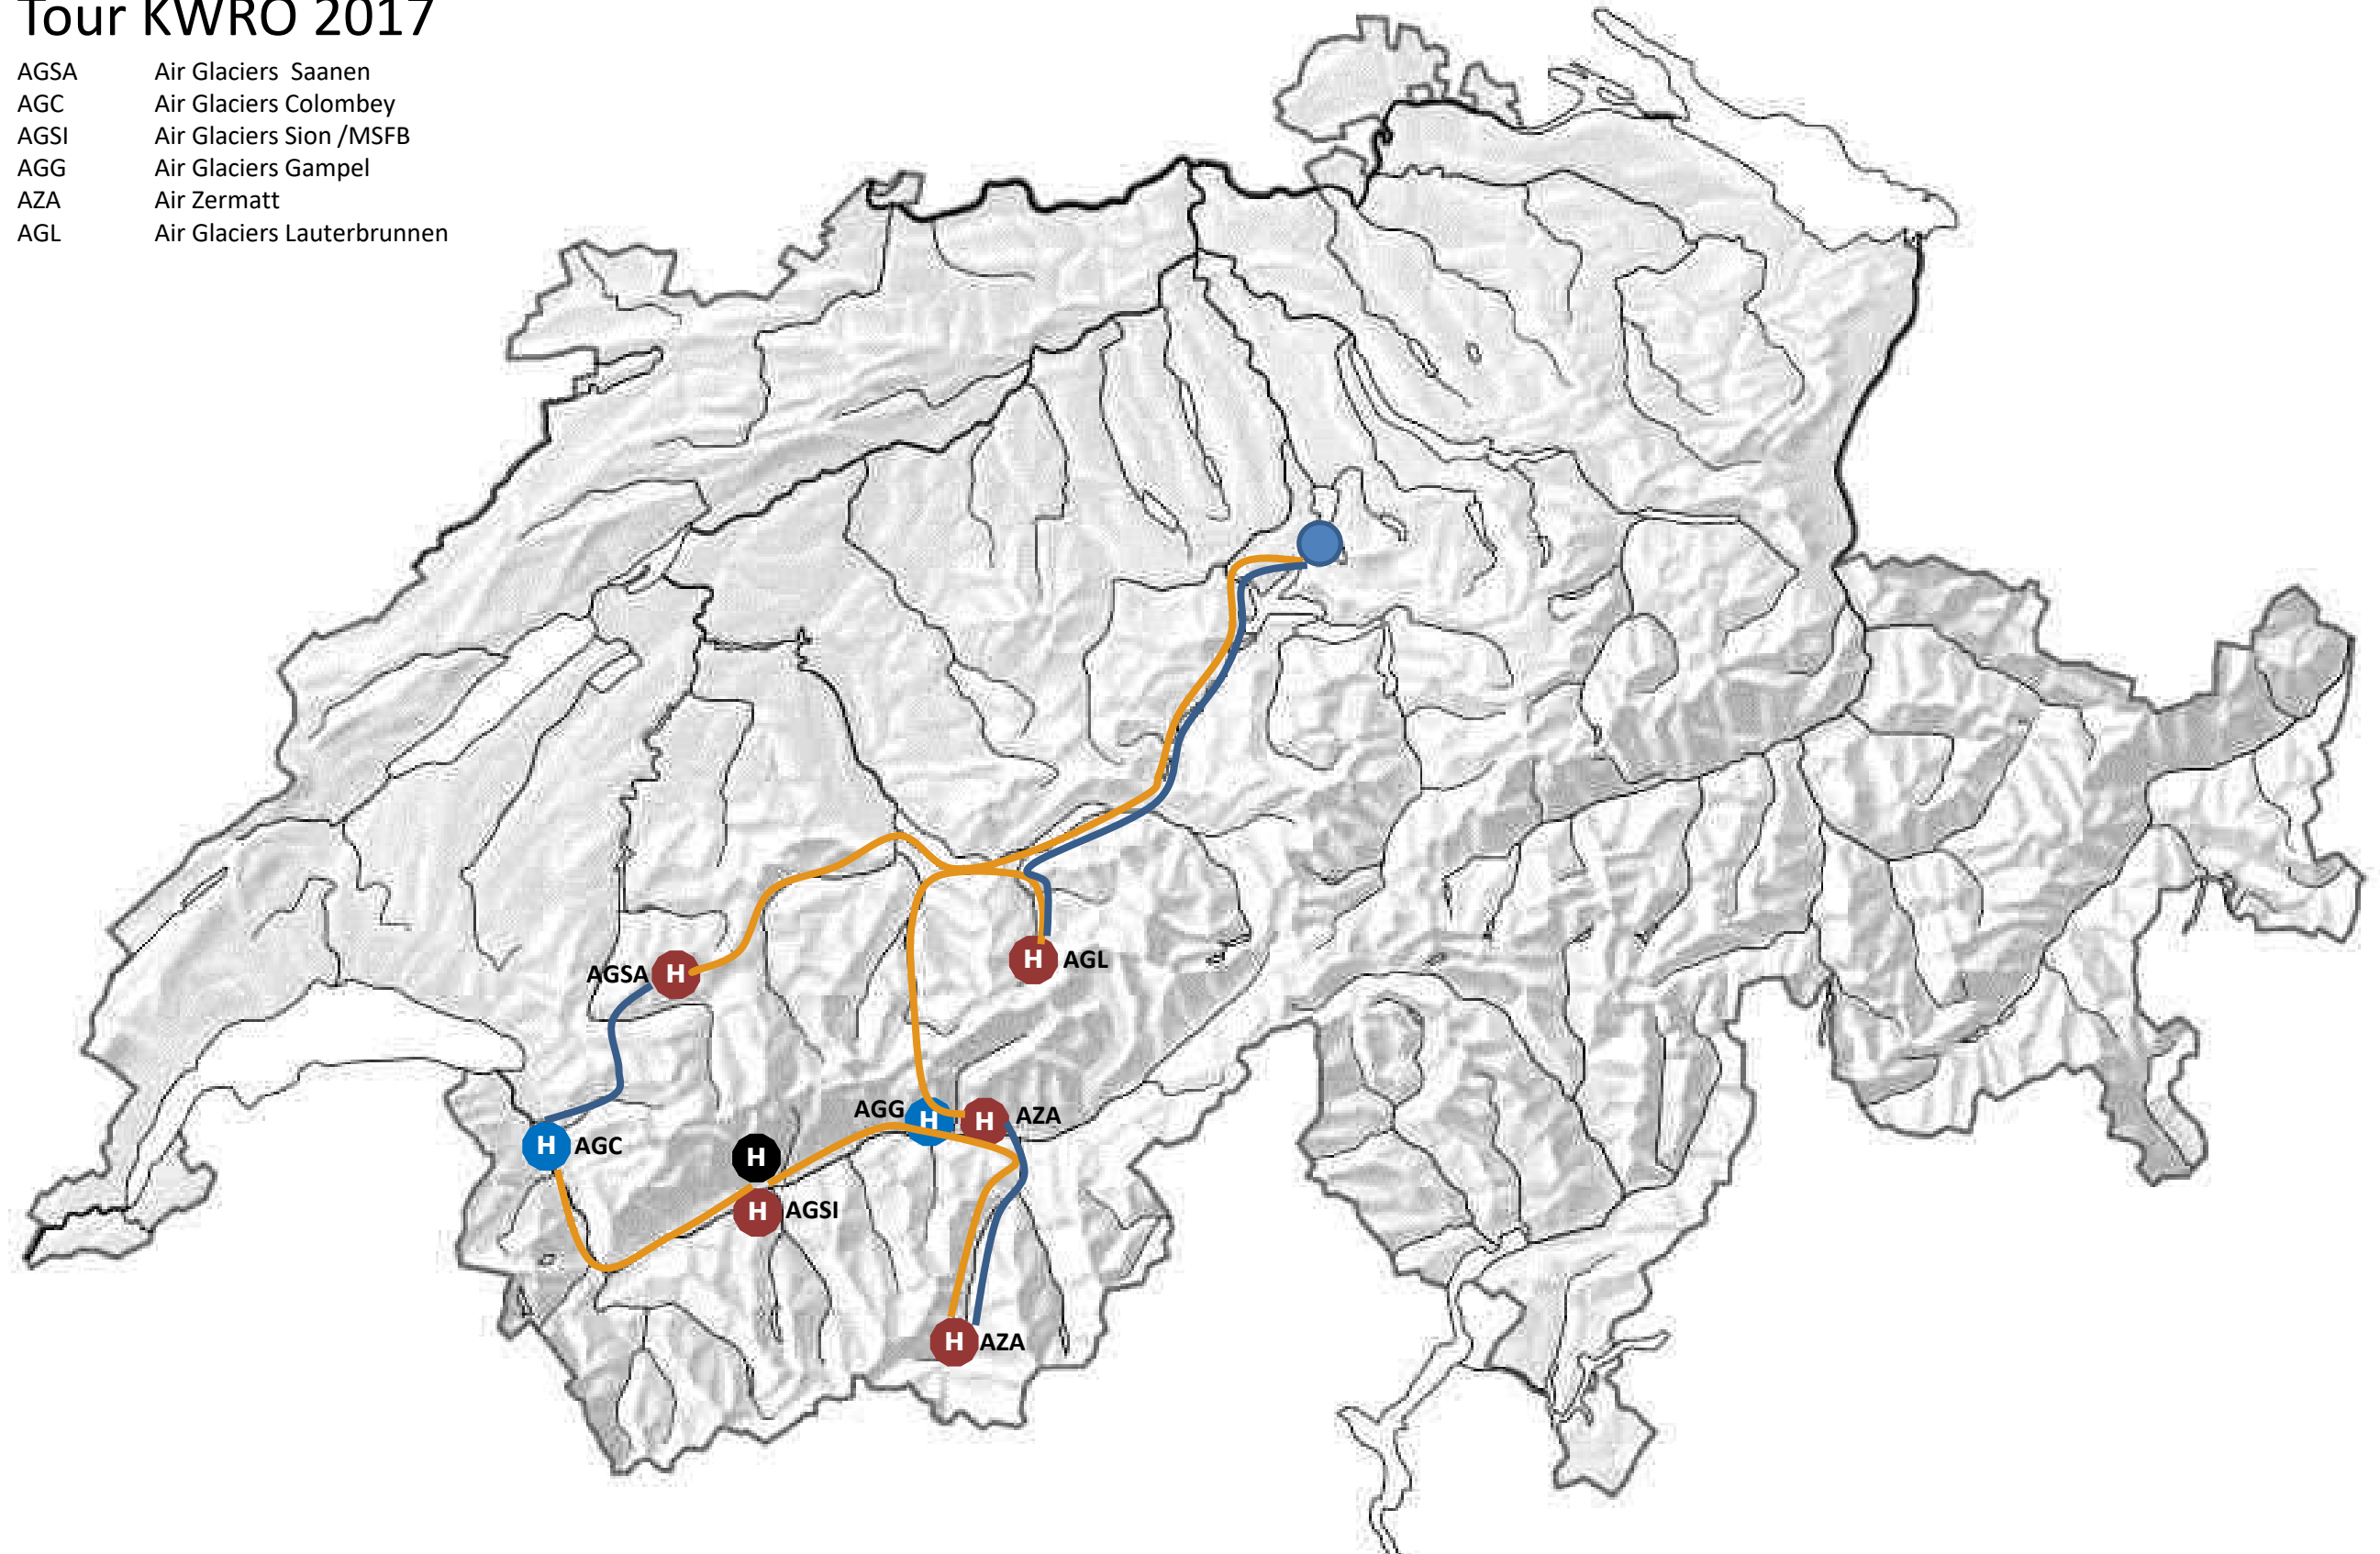 Tour KWRO 2017
AGSA Air Glaciers Saanen
AGC Air Glaciers Colombey
AGSI Air Glaciers Sion /MSFB
AGG Air Glaciers Gampel
AZA Air Zermatt
AGL Air Glaciers Lauterbrunnen
H AGL
AGSA H
AGG H H AZA
H AGC
H
H AGSI
H AZA